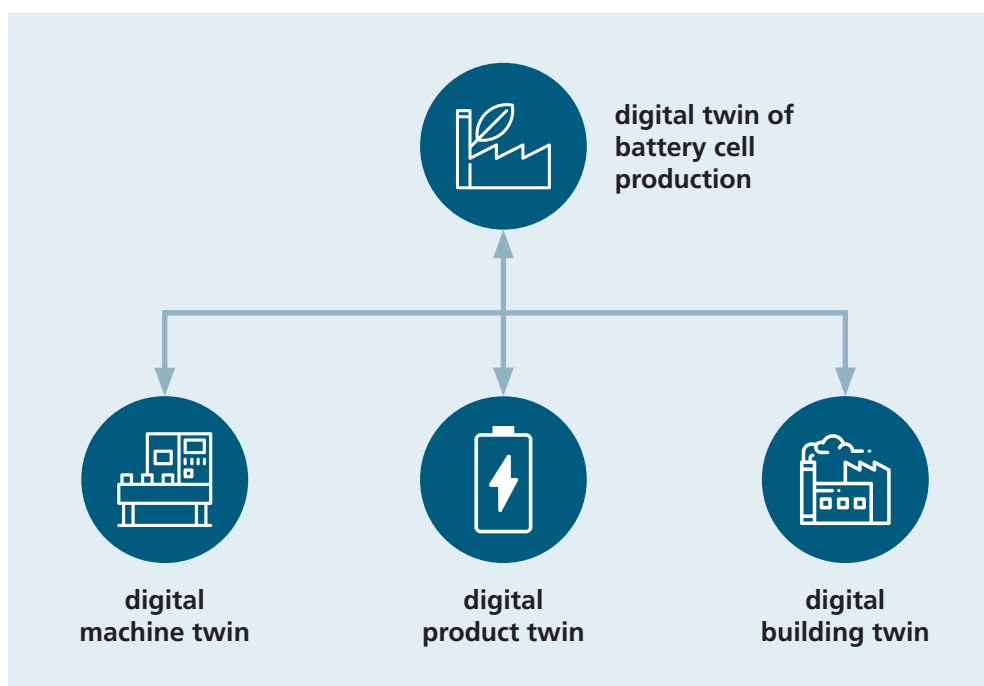 digital twin of
battery cell
production
digital
machine twin
digital
product twin
digital
building twin